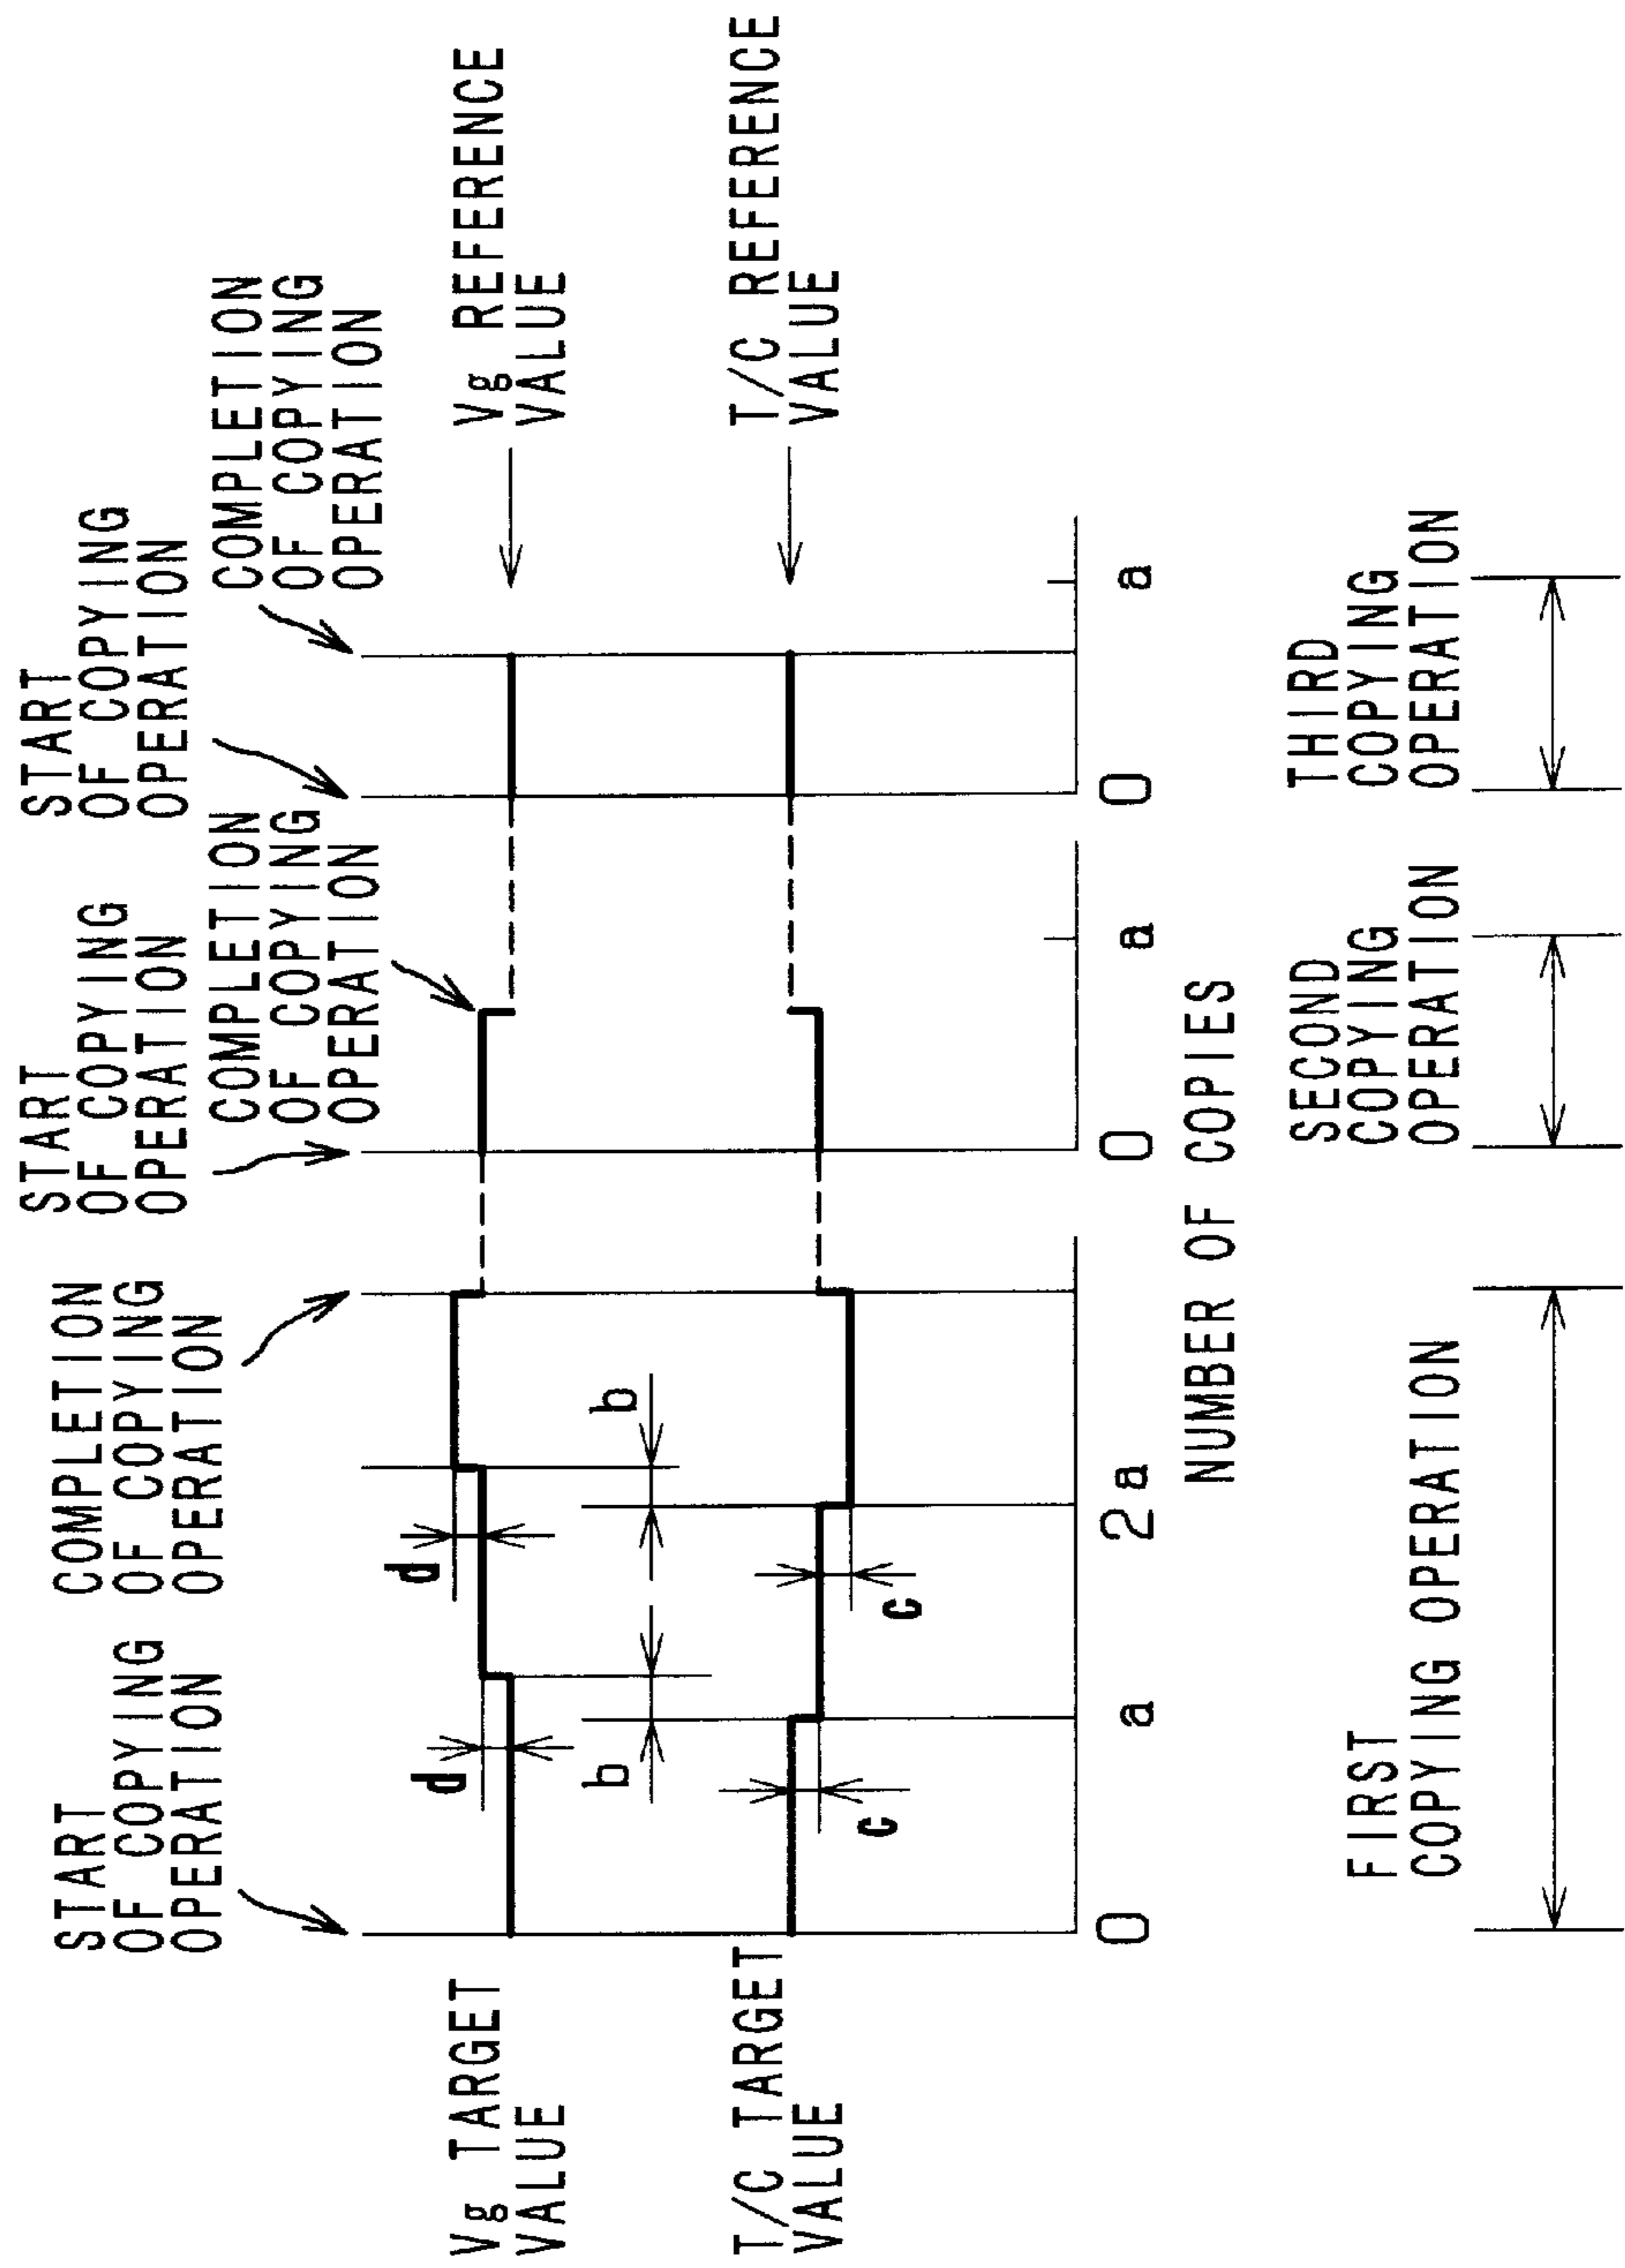 START
OF COPYING
OPERATION
COMPLETION
OF COPYING
OPERATION
START
OF COPYING
OPERATION
COMPLETION
OF COPYING
OPERATION
START
OF COPYING
OPERATION
COMPLETION
OF COPYING
OPERATION
Vg TARGET
VALUE
d
d
Vg REFERENCE
VALUE
b
b
T/C TARGET
VALUE
c
c
T/C REFERENCE
VALUE
0
a
2a
0
a
0
a
NUMBER OF COPIES
FIRST
COPYING OPERATION
SECOND
COPYING
OPERATION
THIRD
COPYING
OPERATION